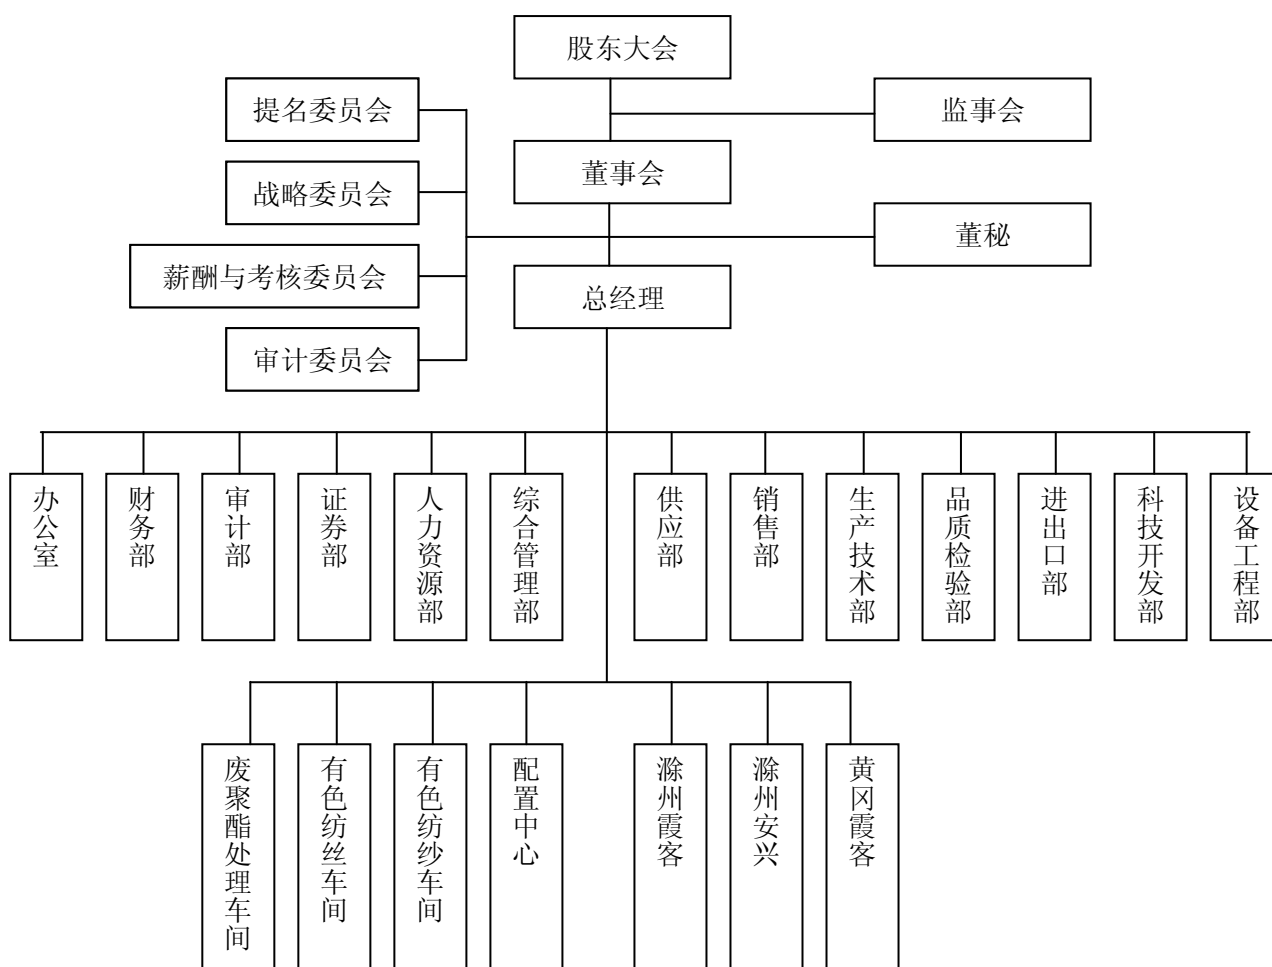 股东大会
提名委员会
监事会
董事会
战略委员会
董秘
薪酬与考核委员会
总经理
审计委员会
办公室
财务部
审计部
证券部
人力资源部
综合管理部
供应部
销售部
生产技术部
品质检验部
进出口部
科技开发部
设备工程部
废聚酯处理车间
有色纺丝车间
有色纺纱车间
配置中心
滁州霞客
滁州安兴
黄冈霞客